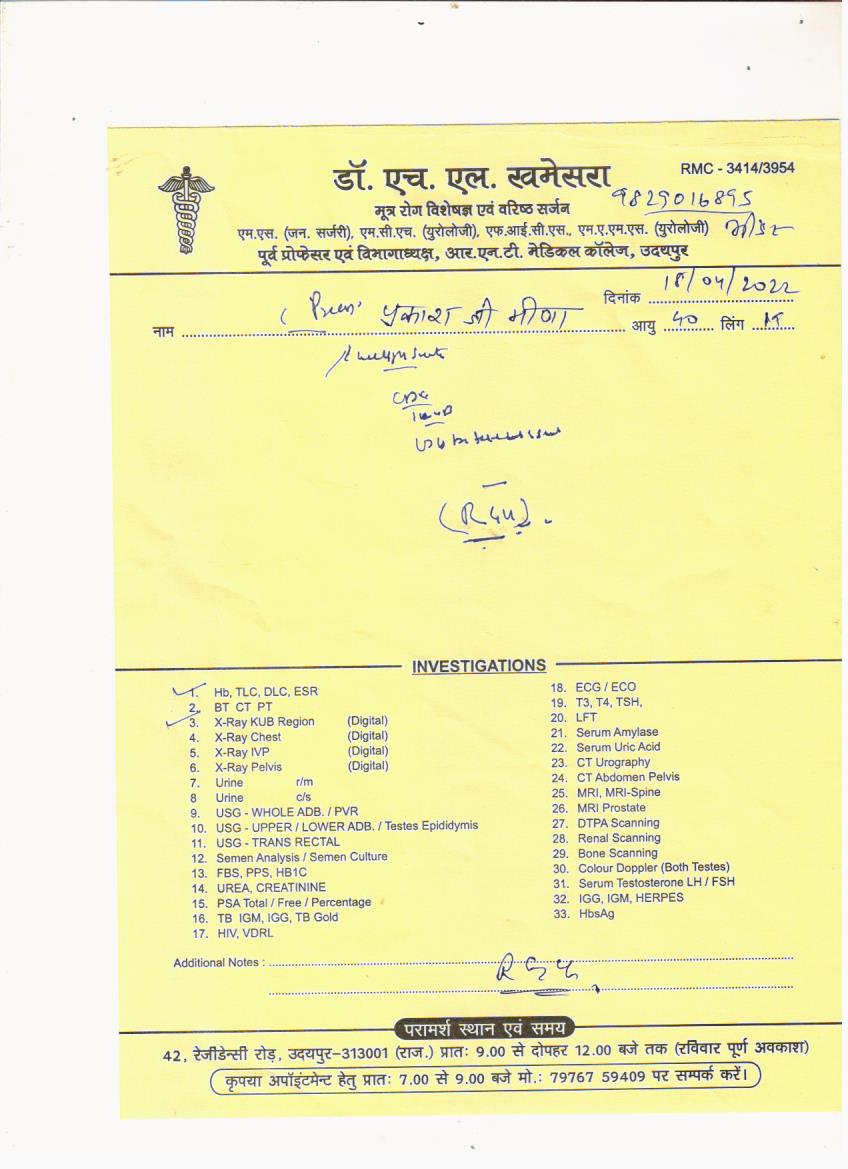 डॉ. एच. एल. खमेसरा
RMC - 3414/3954
9829016895
मूत्र रोग विशेषज्ञ एवं वरिष्ठ सर्जन
एम.एस. (जन. सर्जरी), एम.सी.एच. (युरोलोजी), एफ.आई.सी.एस., एम.ए.एम.एस. (युरोलोजी)
पूर्व प्रोफेसर एवं विभागाध्यक्ष, आर.एन.टी. मेडिकल कॉलेज, उदयपुर
दिनांक 18/04/2022
नाम प्रकाश जी मीणा आयु 40 लिंग M
INVESTIGATIONS
1. Hb, TLC, DLC, ESR
2. BT CT PT
3. X-Ray KUB Region (Digital)
4. X-Ray Chest (Digital)
5. X-Ray IVP (Digital)
6. X-Ray Pelvis (Digital)
7. Urine r/m
8 Urine c/s
9. USG - WHOLE ADB. / PVR
10. USG - UPPER / LOWER ADB. / Testes Epididymis
11. USG - TRANS RECTAL
12. Semen Analysis / Semen Culture
13. FBS, PPS, HB1C
14. UREA, CREATININE
15. PSA Total / Free / Percentage
16. TB IGM, IGG, TB Gold
17. HIV, VDRL
18. ECG / ECO
19. T3, T4, TSH,
20. LFT
21. Serum Amylase
22. Serum Uric Acid
23. CT Urography
24. CT Abdomen Pelvis
25. MRI, MRI-Spine
26. MRI Prostate
27. DTPA Scanning
28. Renal Scanning
29. Bone Scanning
30. Colour Doppler (Both Testes)
31. Serum Testosterone LH / FSH
32. IGG, IGM, HERPES
33. HbsAg
Additional Notes :
परामर्श स्थान एवं समय
42, रेजीडेन्सी रोड़, उदयपुर-313001 (राज.) प्रातः 9.00 से दोपहर 12.00 बजे तक (रविवार पूर्ण अवकाश)
कृपया अपॉइंटमेन्ट हेतु प्रातः 7.00 से 9.00 बजे मो.: 79767 59409 पर सम्पर्क करें।